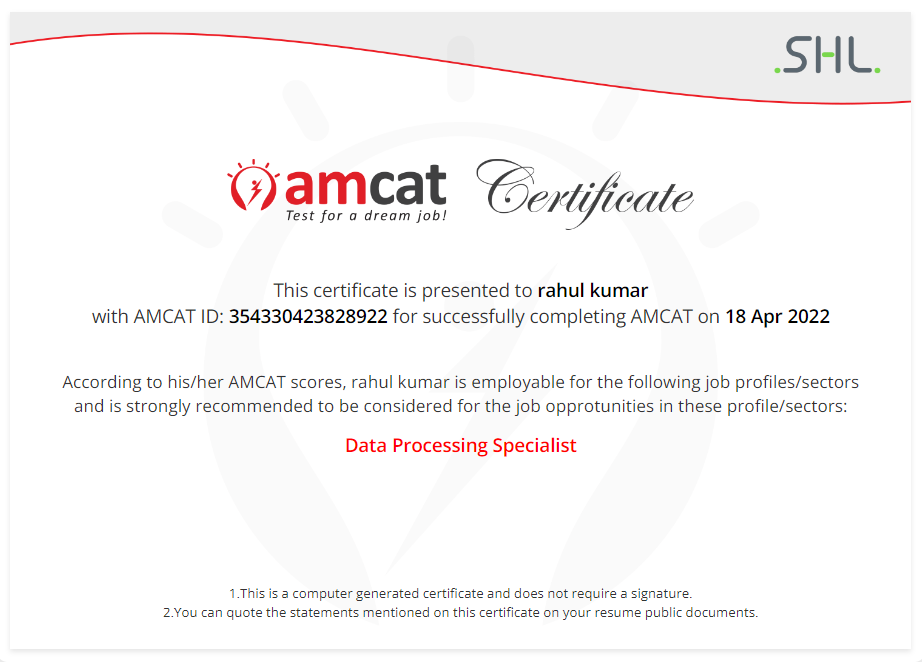 .SHL.
amcat Certificate
Test for a dream job!
This certificate is presented to rahul kumar
with AMCAT ID: 354330423828922 for successfully completing AMCAT on 18 Apr 2022
According to his/her AMCAT scores, rahul kumar is employable for the following job profiles/sectors
and is strongly recommended to be considered for the job opprotunities in these profile/sectors:
Data Processing Specialist
1.This is a computer generated certificate and does not require a signature.
2.You can quote the statements mentioned on this certificate on your resume public documents.